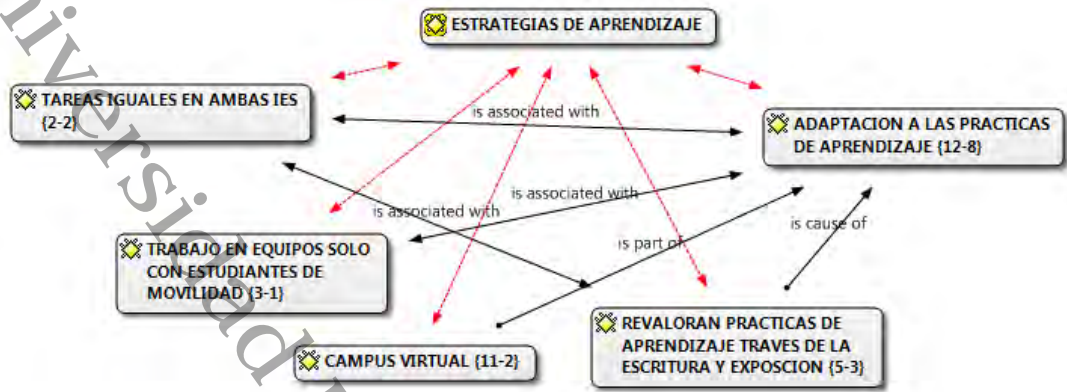 ESTRATEGIAS DE APRENDIZAJE
TAREAS IGUALES EN AMBAS IES
{2-2}
is associated with
ADAPTACION A LAS PRACTICAS
DE APRENDIZAJE {12-8}
is associated with
is associated with
is cause of
is part of
TRABAJO EN EQUIPOS SOLO
CON ESTUDIANTES DE
MOVILIDAD {3-1}
REVALORAN PRACTICAS DE
APRENDIZAJE TRAVES DE LA
ESCRITURA Y EXPOSCION {5-3}
CAMPUS VIRTUAL {11-2}
niversidad